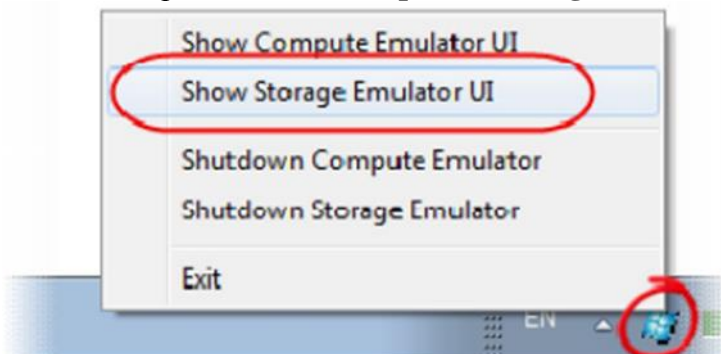 Show Compute Emulator UI
Show Storage Emulator UI
Shutdown Compute Emulator
Shutdown Storage Emulator
Exit
EN